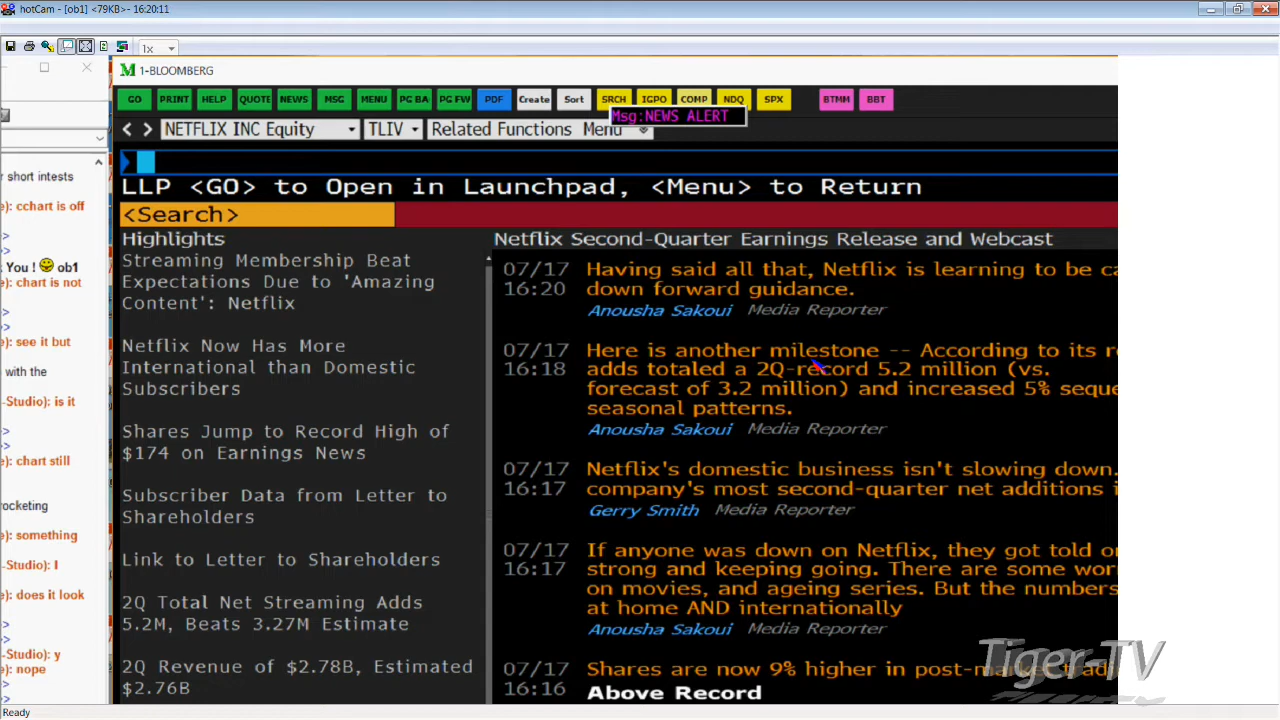 hotCam - [ob1] <79KB>- 16:20:11
1x
1-BLOOMBERG
GO PRINT HELP QUOTE NEWS MSG MENU PG BA PG FW PDF Create Sort SRCH IGPO COMP NDQ SPX BTMM BBT
Msg:NEWS ALERT
NETFLIX INC Equity TLIV Related Functions Menu
LLP <GO> to Open in Launchpad, <Menu> to Return
<Search>
Highlights
Streaming Membership Beat
Expectations Due to 'Amazing
Content': Netflix
Netflix Now Has More
International than Domestic
Subscribers
Shares Jump to Record High of
$174 on Earnings News
Subscriber Data from Letter to
Shareholders
Link to Letter to Shareholders
2Q Total Net Streaming Adds
5.2M, Beats 3.27M Estimate
2Q Revenue of $2.78B, Estimated
$2.76B
Netflix Second-Quarter Earnings Release and Webcast
07/17 Having said all that, Netflix is learning to be
16:20 down forward guidance.
Anousha Sakoui Media Reporter
07/17 Here is another milestone -- According to its
16:18 adds totaled a 2Q-record 5.2 million (vs.
forecast of 3.2 million) and increased 5%
seasonal patterns.
Anousha Sakoui Media Reporter
07/17 Netflix's domestic business isn't slowing down.
16:17 company's most second-quarter net additions
Gerry Smith Media Reporter
07/17 If anyone was down on Netflix, they got told
16:17 strong and keeping going. There are some
on movies, and ageing series. But the numbers
at home AND internationally
Anousha Sakoui Media Reporter
07/17 Shares are now 9% higher in post-market
16:16 Above Record
r short intests
e): cchart is off
You ! ob1
e): chart is not
e): see it but
with the
-Studio): is it
e): chart still
rocketing
e): something
-Studio): I
e): does it look
-Studio): y
e): nope
Tiger-TV
Ready